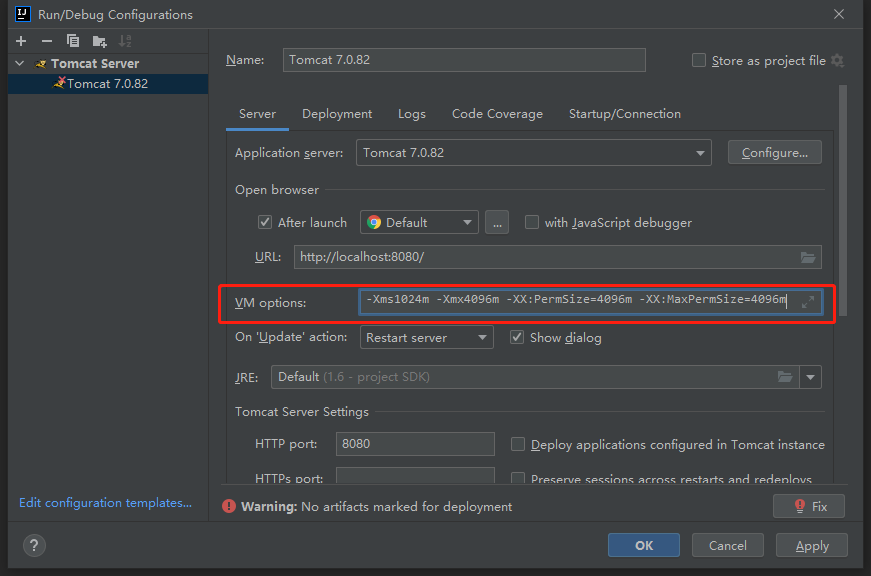 Run/Debug Configurations
Tomcat Server
Tomcat 7.0.82
Edit configuration templates...
Name: Tomcat 7.0.82 Store as project file
Server Deployment Logs Code Coverage Startup/Connection
Application server: Tomcat 7.0.82 Configure...
Open browser
After launch Default ... with JavaScript debugger
URL: http://localhost:8080/
VM options: -Xms1024m -Xmx4096m -XX:PermSize=4096m -XX:MaxPermSize=4096m
On 'Update' action: Restart server Show dialog
JRE: Default (1.6 - project SDK)
Tomcat Server Settings
HTTP port: 8080 Deploy applications configured in Tomcat instance
HTTPs port: Preserve sessions across restarts and redeploys
Warning: No artifacts marked for deployment Fix
? OK Cancel Apply